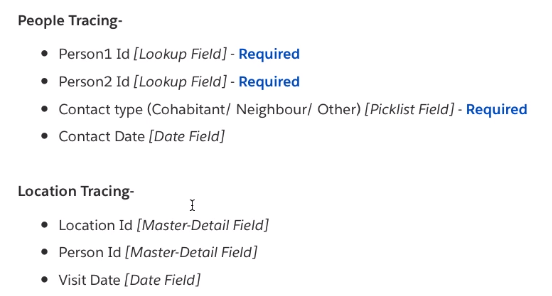 People Tracing-
Person1 Id [Lookup Field] - Required
Person2 Id [Lookup Field] - Required
Contact type (Cohabitant/ Neighbour/ Other) [Picklist Field] - Required
Contact Date [Date Field]
Location Tracing-
Location Id [Master-Detail Field]
Person Id [Master-Detail Field]
Visit Date [Date Field]